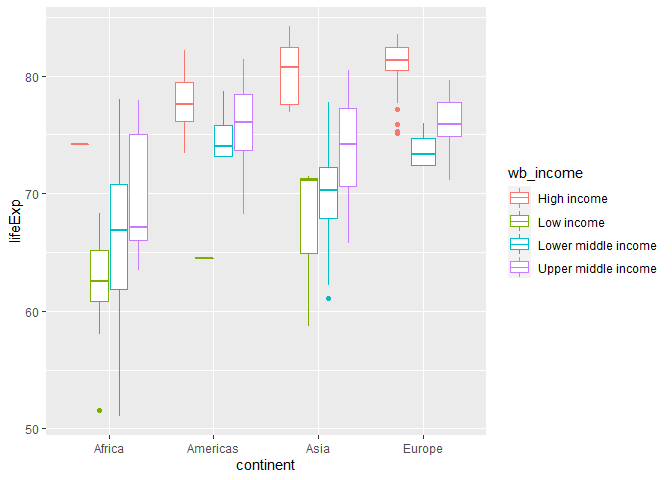 80
70
60
50
lifeExp
Africa
Americas
Asia
Europe
continent
wb_income
High income
Low income
Lower middle income
Upper middle income